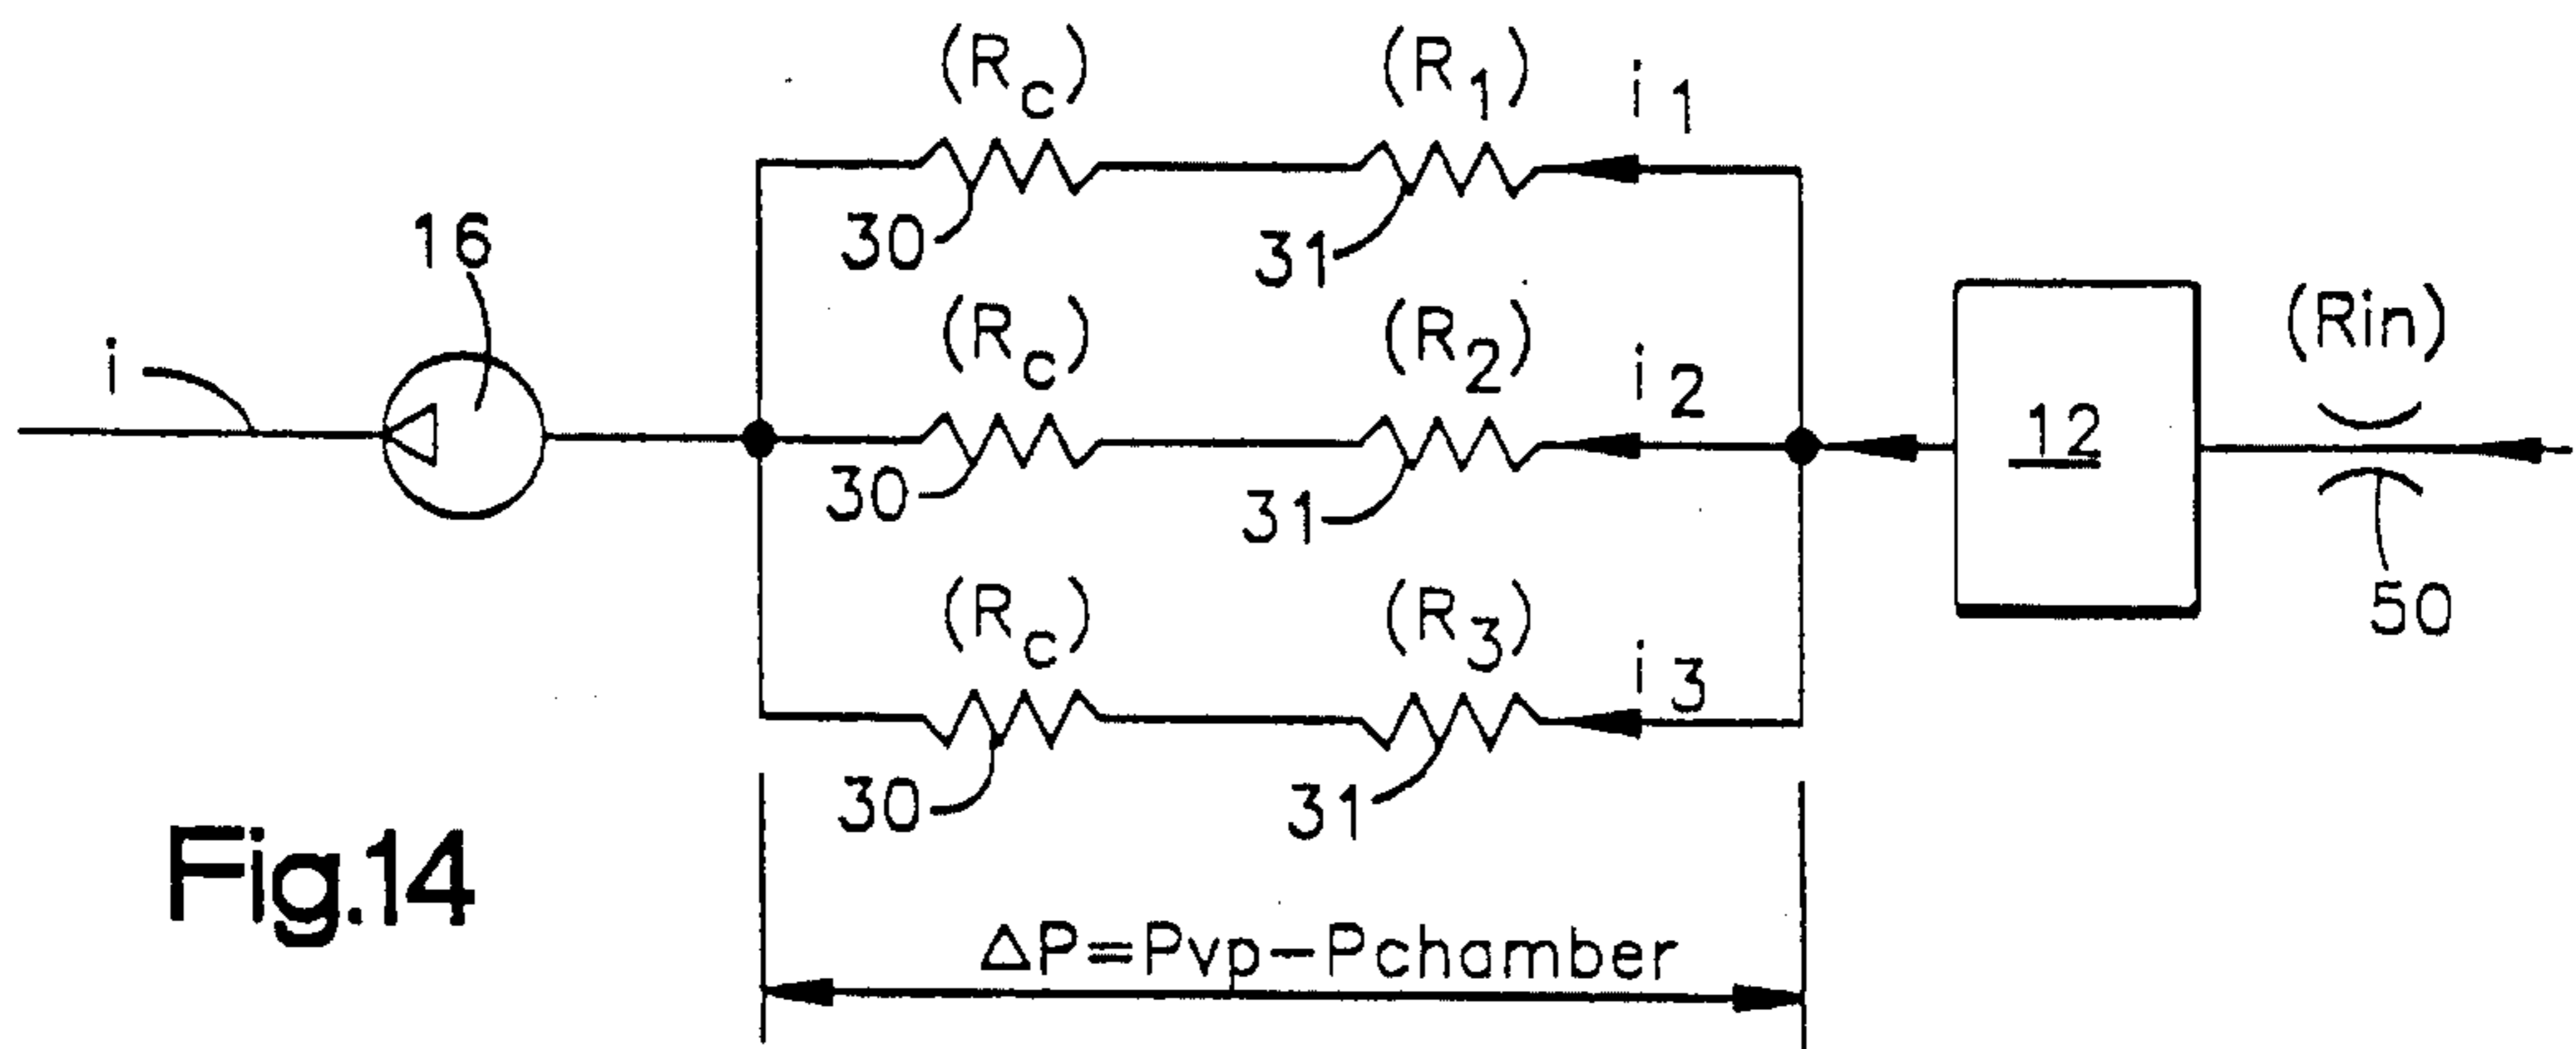 (Rc) (R1) i1
30 31
16
i
(Rc) (R2) i2
(Rin)
12
30 31
50
(Rc) (R3) i3
30 31
Fig.14
ΔP=Pvp-Pchamber